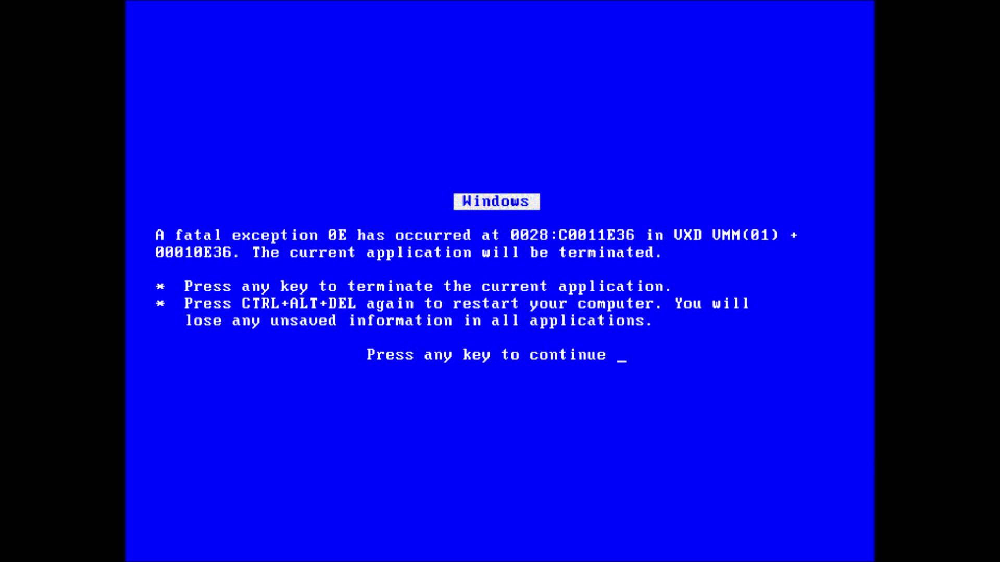 Windows
A fatal exception 0E has occurred at 0028:C0011E36 in VXD VMM(01) +
00010E36. The current application will be terminated.
* Press any key to terminate the current application.
* Press CTRL+ALT+DEL again to restart your computer. You will
lose any unsaved information in all applications.
Press any key to continue _